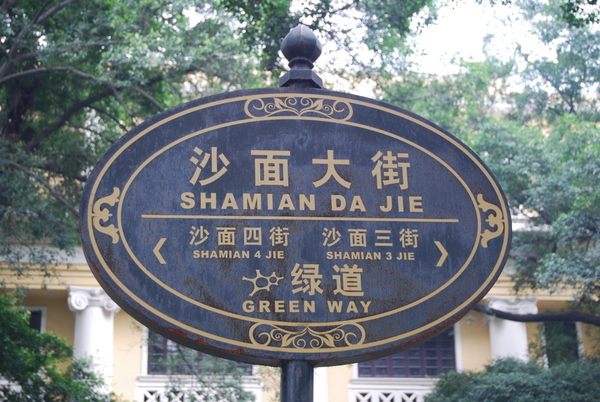 沙面大街
SHAMIAN DA JIE
沙面四街 沙面三街
SHAMIAN 4 JIE SHAMIAN 3 JIE
绿道
GREEN WAY